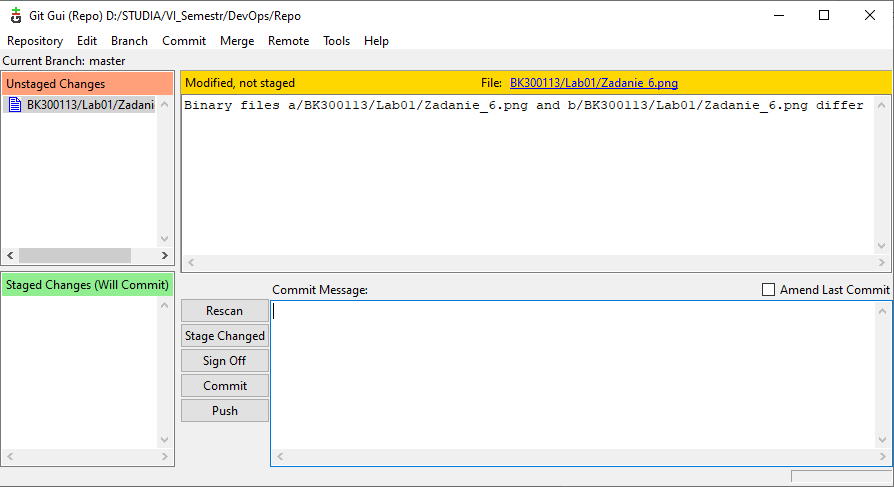 Git Gui (Repo) D:/STUDIA/VI_Semestr/DevOps/Repo
Repository Edit Branch Commit Merge Remote Tools Help
Current Branch: master
Unstaged Changes
BK300113/Lab01/Zadani
Modified, not staged
File: BK300113/Lab01/Zadanie_6.png
Binary files a/BK300113/Lab01/Zadanie_6.png and b/BK300113/Lab01/Zadanie_6.png differ
Staged Changes (Will Commit)
Commit Message:
Amend Last Commit
Rescan
Stage Changed
Sign Off
Commit
Push